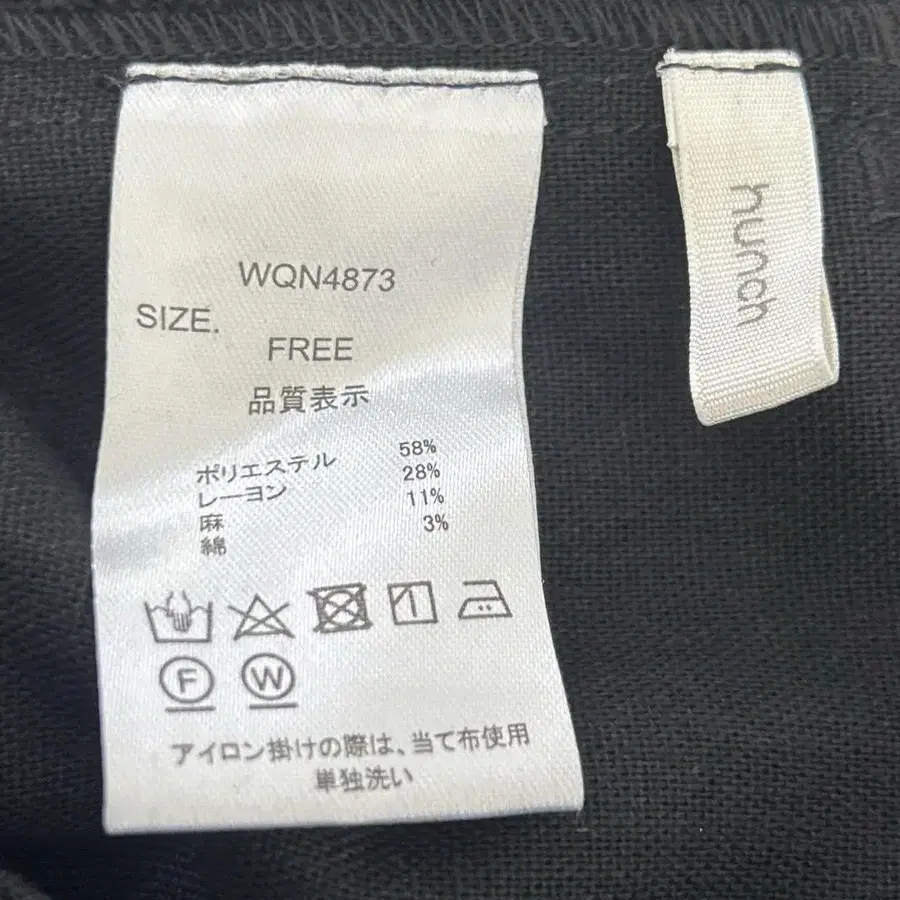 WQN4873
SIZE.
FREE
品質表示
ポリエステル 58%
レーヨン 28%
麻 11%
綿 3%
F W
アイロン掛けの際は、当て布使用
単独洗い
hunch